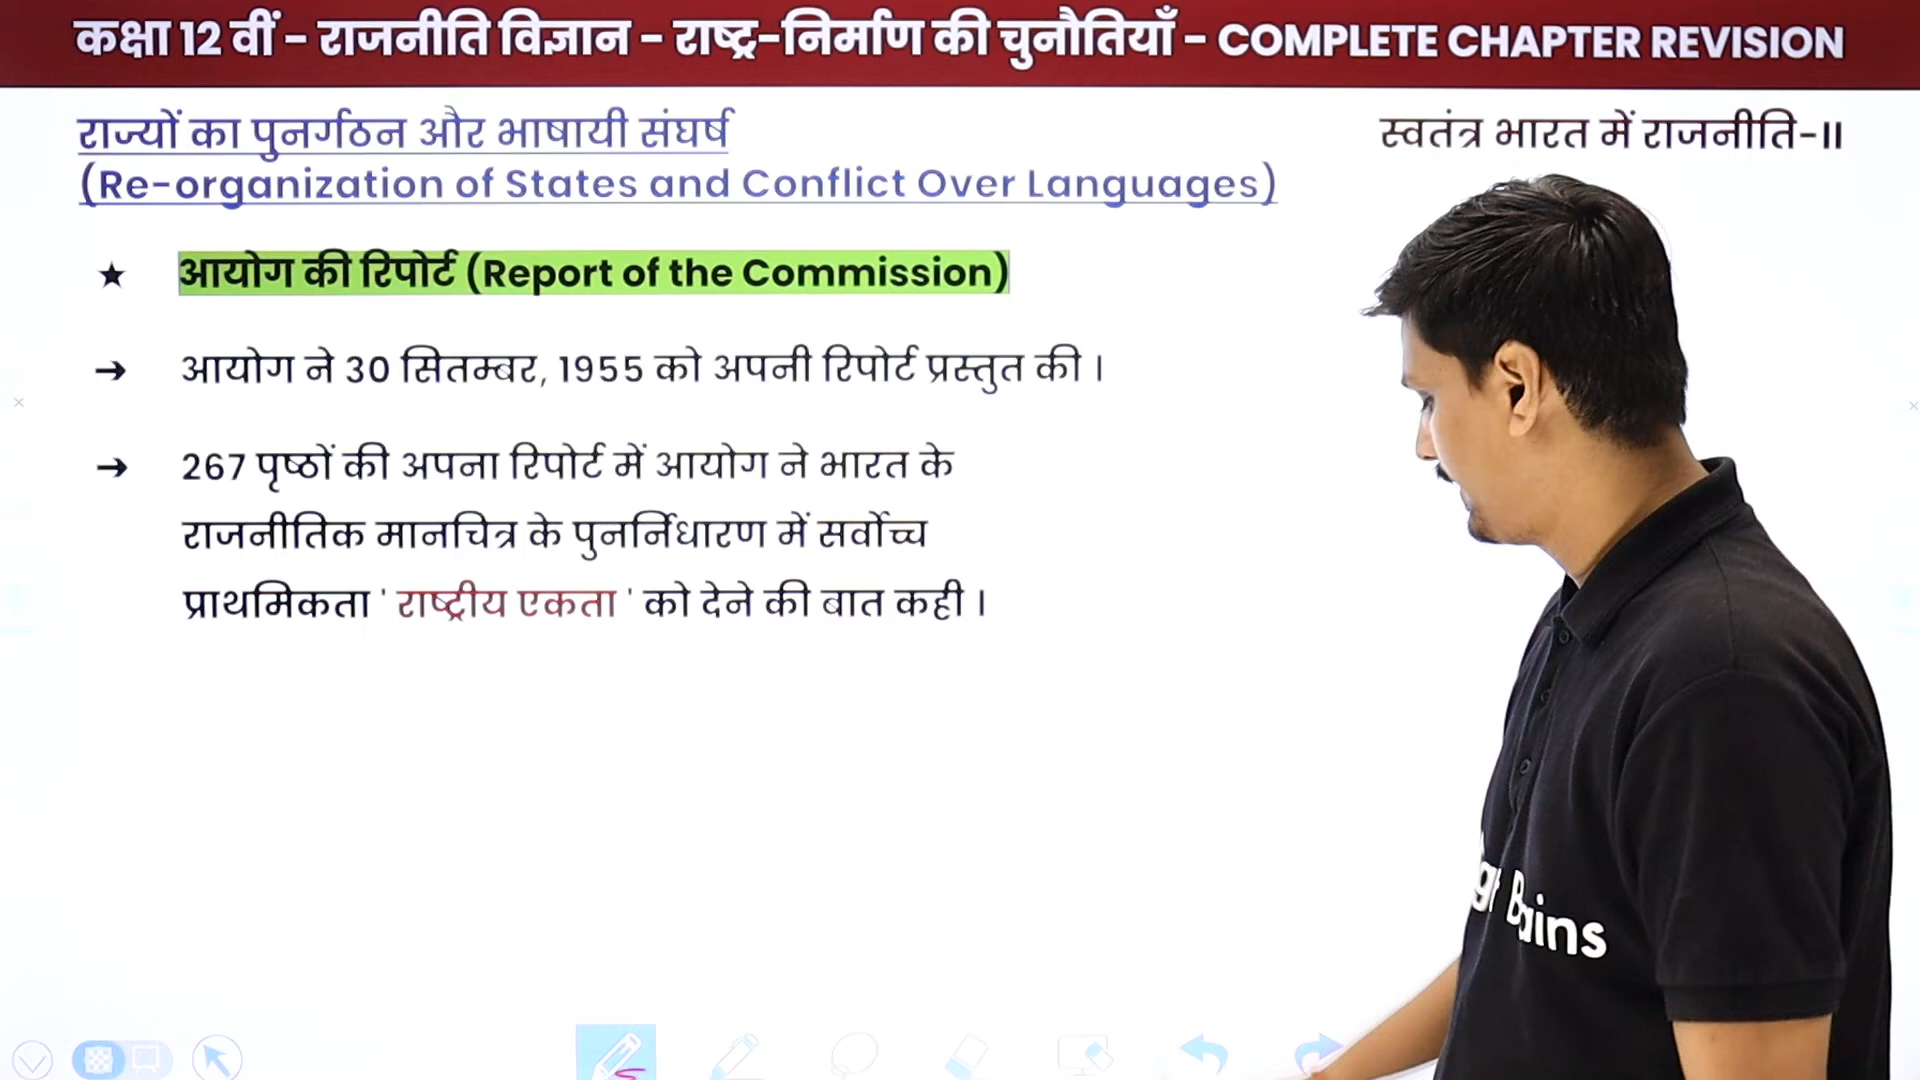 कक्षा 12 वीं - राजनीति विज्ञान - राष्ट्र-निर्माण की चुनौतियाँ - COMPLETE CHAPTER REVISION
राज्यों का पुनर्गठन और भाषायी संघर्ष
स्वतंत्र भारत में राजनीति-II
(Re-organization of States and Conflict Over Languages)
★ आयोग की रिपोर्ट (Report of the Commission)
➔ आयोग ने 30 सितम्बर, 1955 को अपनी रिपोर्ट प्रस्तुत की ।
➔ 267 पृष्ठों की अपना रिपोर्ट में आयोग ने भारत के
राजनीतिक मानचित्र के पुनर्निधारण में सर्वोच्च
प्राथमिकता ' राष्ट्रीय एकता ' को देने की बात कही ।